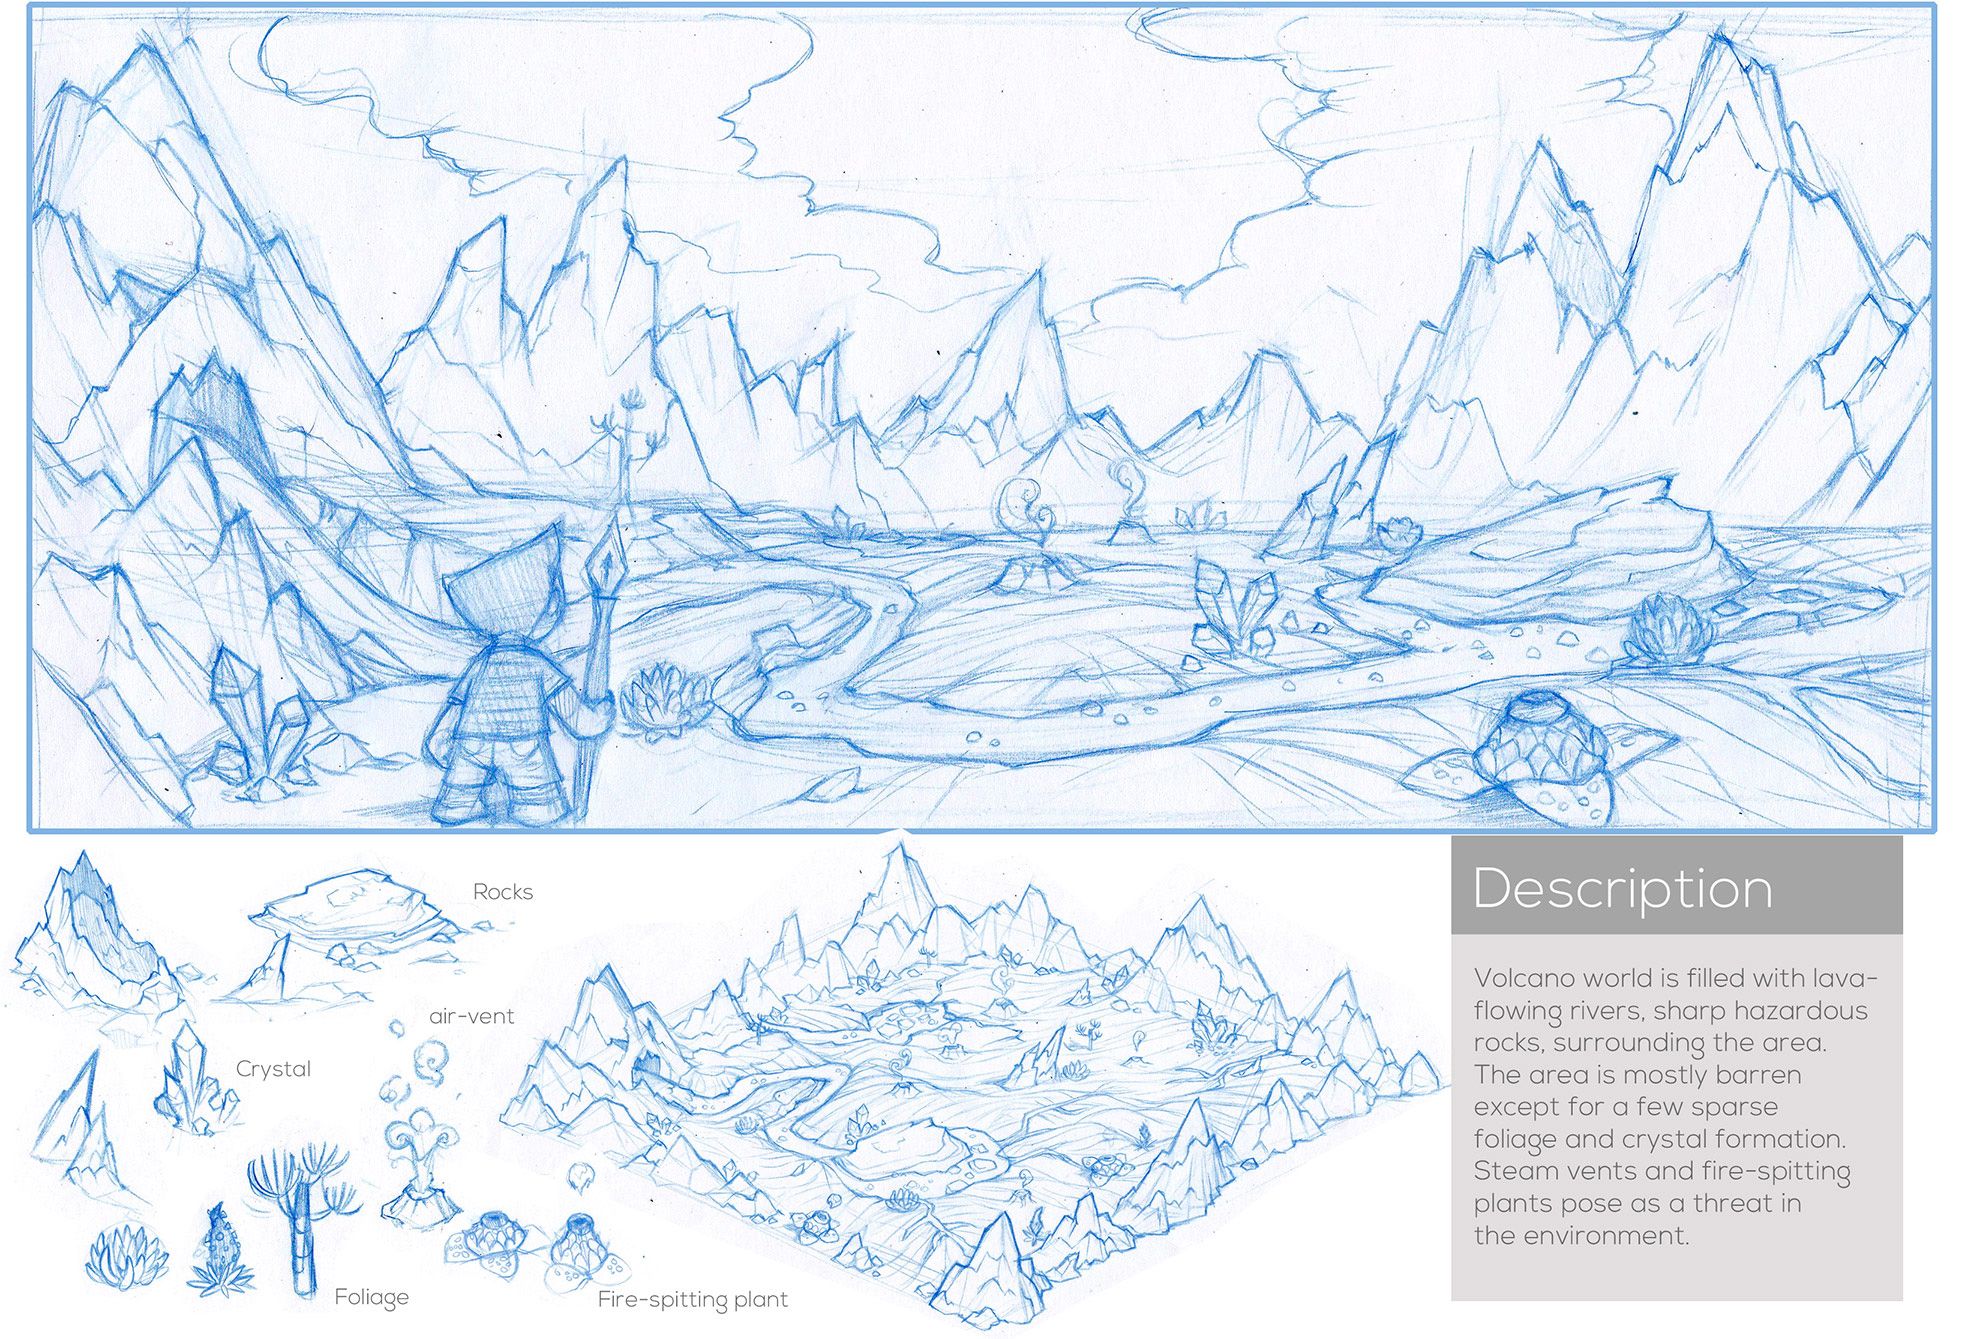 Rocks
air-vent
Crystal
Foliage
Fire-spitting plant
Description
Volcano world is filled with lava-
flowing rivers, sharp hazardous
rocks, surrounding the area.
The area is mostly barren
except for a few sparse
foliage and crystal formation.
Steam vents and fire-spitting
plants pose as a threat in
the environment.